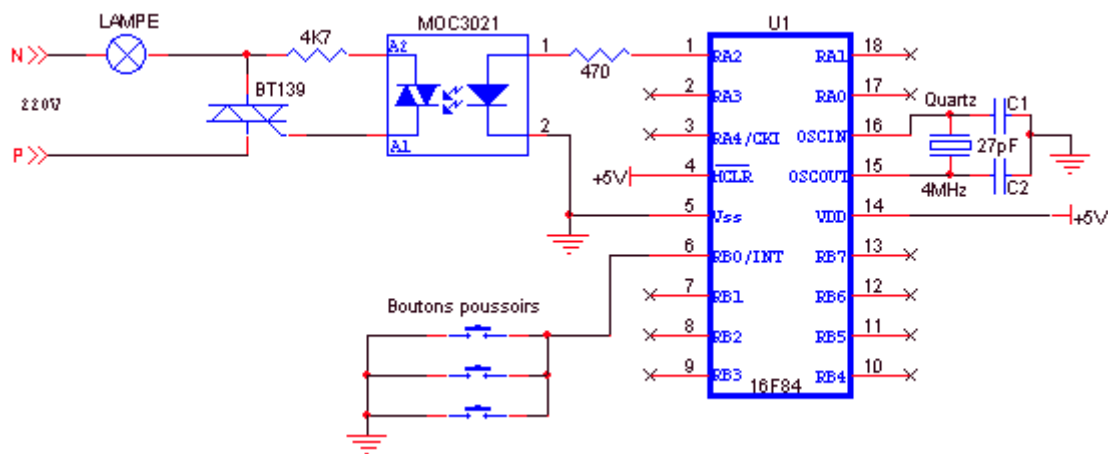 LAMPE
MOC3021
U1
N
4K7
A2
1
470
1
RA2
RA1
18
220V
BT139
2
RA3
RA0
17
Quartz
C1
3
RA4/CKI
OSCIN
16
27pF
P
A1
2
+5V
4
MCLR
OSCOUT
15
4MHz
C2
5
Vss
VDD
14
+5V
6
RB0/INT
RB7
13
7
RB1
RB6
12
Boutons poussoirs
8
RB2
RB5
11
9
RB3
RB4
10
16F84